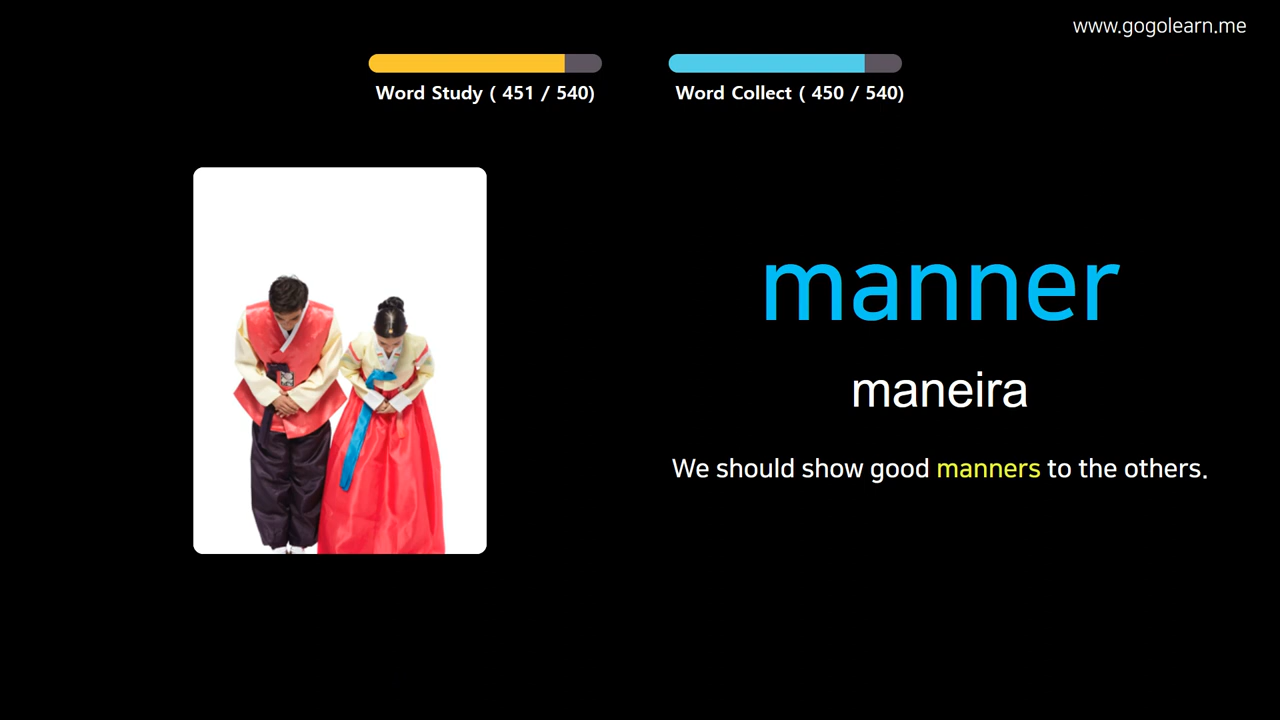 www.gogolearn.me
Word Study ( 451 / 540)
Word Collect ( 450 / 540)
manner
maneira
We should show good manners to the others.